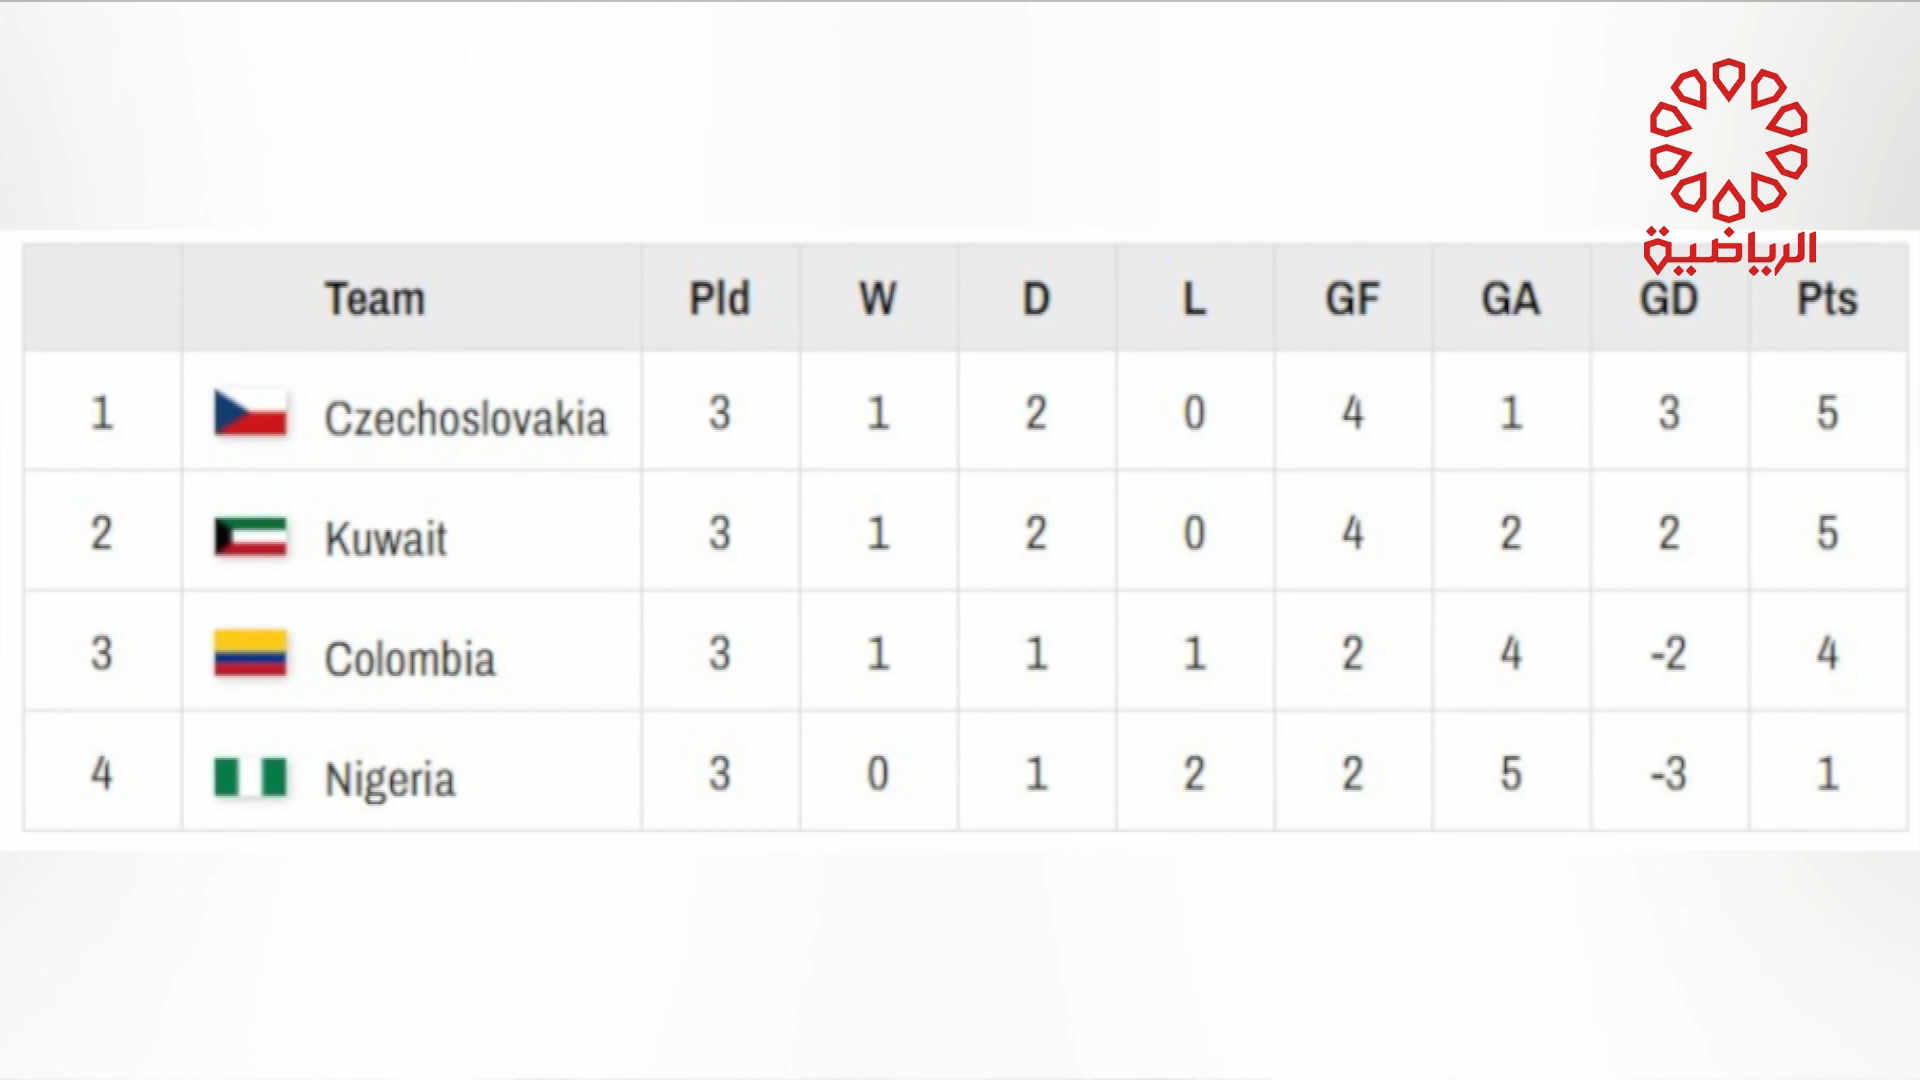 الرياضية
Team Pld W D L GF GA GD Pts
1 Czechoslovakia 3 1 2 0 4 1 3 5
2 Kuwait 3 1 2 0 4 2 2 5
3 Colombia 3 1 1 1 2 4 -2 4
4 Nigeria 3 0 1 2 2 5 -3 1